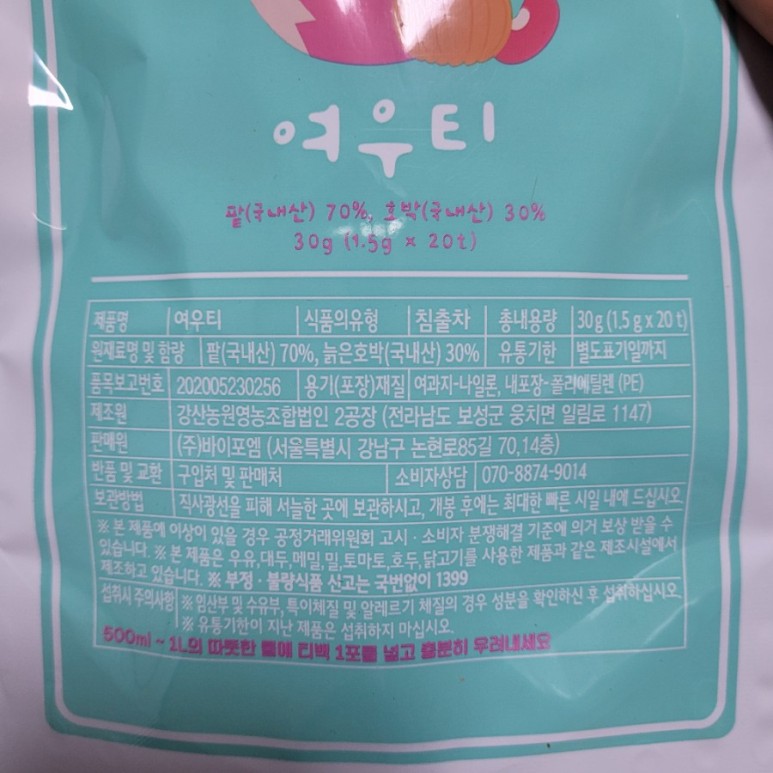 여우티
팥(국내산) 70%, 호박(국내산) 30%
30g (1.5g × 20t)
제품명 여우티 식품의유형 침출차 총내용량 30g (1.5 g x 20 t)
원재료명 및 함량 팥(국내산) 70%, 늙은호박(국내산) 30% 유통기한 별도표기일까지
품목보고번호 202005230256 용기(포장)재질 여과지-나일론, 내포장-폴리에틸렌 (PE)
제조원 강산농원영농조합법인 2공장 (전라남도 보성군 웅치면 일림로 1147)
판매원 (주)바이포엠 (서울특별시 강남구 논현로85길 70,14층)
반품 및 교환 구입처 및 판매처 소비자상담 070-8874-9014
보관방법 직사광선을 피해 서늘한 곳에 보관하시고, 개봉 후에는 최대한 빠른 시일 내에 드십시오
※ 본 제품에 이상이 있을 경우 공정거래위원회 고시 · 소비자 분쟁해결 기준에 의거 보상 받을 수
있습니다. ※ 본 제품은 우유,대두,메밀,밀,토마토,호두,닭고기를 사용한 제품과 같은 제조시설에서
제조하고 있습니다. ※ 부정 · 불량식품 신고는 국번없이 1399
섭취시 주의사항 ※ 임산부 및 수유부, 특이체질 및 알레르기 체질의 경우 성분을 확인하신 후 섭취하십시오.
※ 유통기한이 지난 제품은 섭취하지 마십시오.
500ml ~ 1L의 따뜻한 물에 티백 1포를 넣고 충분히 우려내세요